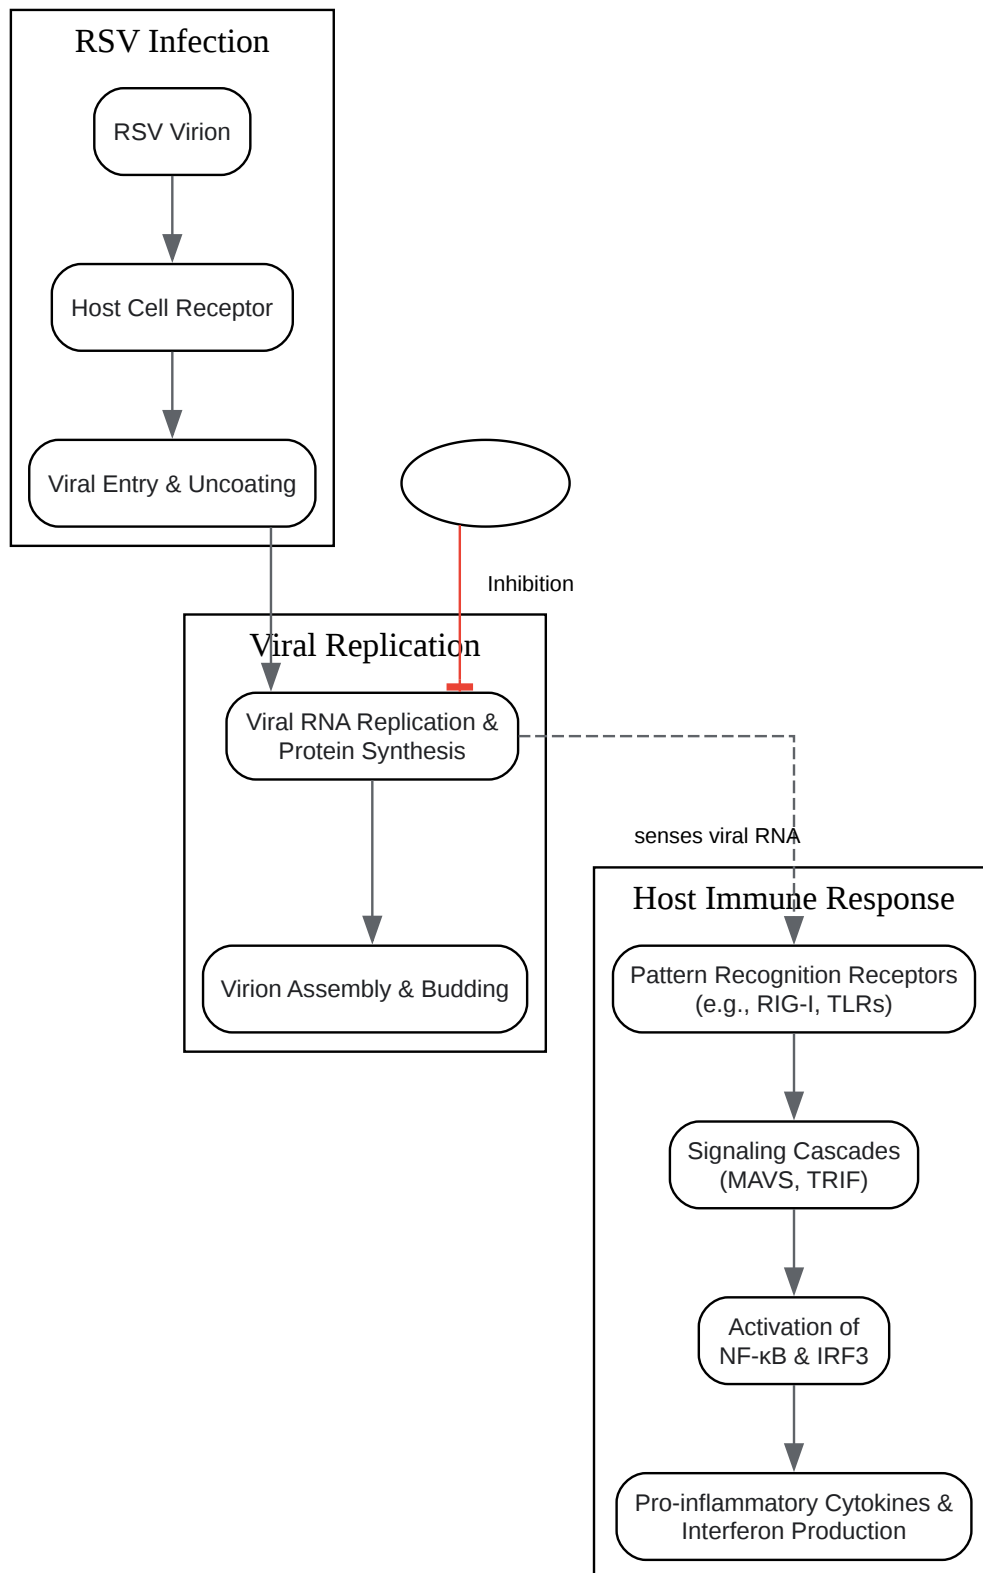 RSV Infection
RSV Virion
Host Cell Receptor
Viral Entry & Uncoating
Inhibition
Viral Replication
Viral RNA Replication &
Protein Synthesis
senses viral RNA
Host Immune Response
Virion Assembly & Budding
Pattern Recognition Receptors
(e.g., RIG-I, TLRs)
Signaling Cascades
(MAVS, TRIF)
Activation of
NF-κB & IRF3
Pro-inflammatory Cytokines &
Interferon Production